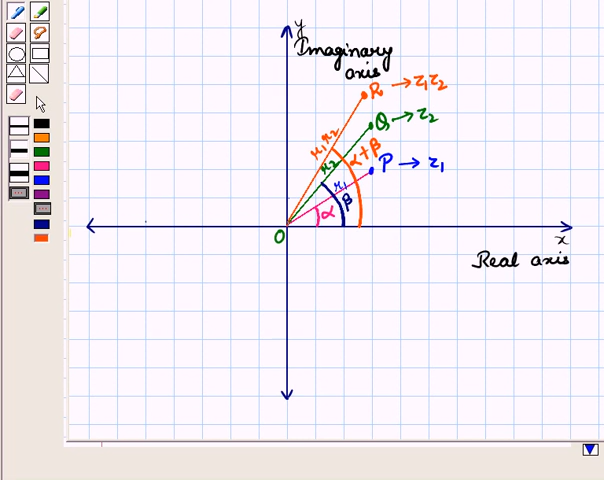 y
Imaginary
axis
R → z₁z₂
Q → z₂
r₁r₂
α+β
r₂
P → z₁
r₁
β
α
O
x
Real axis